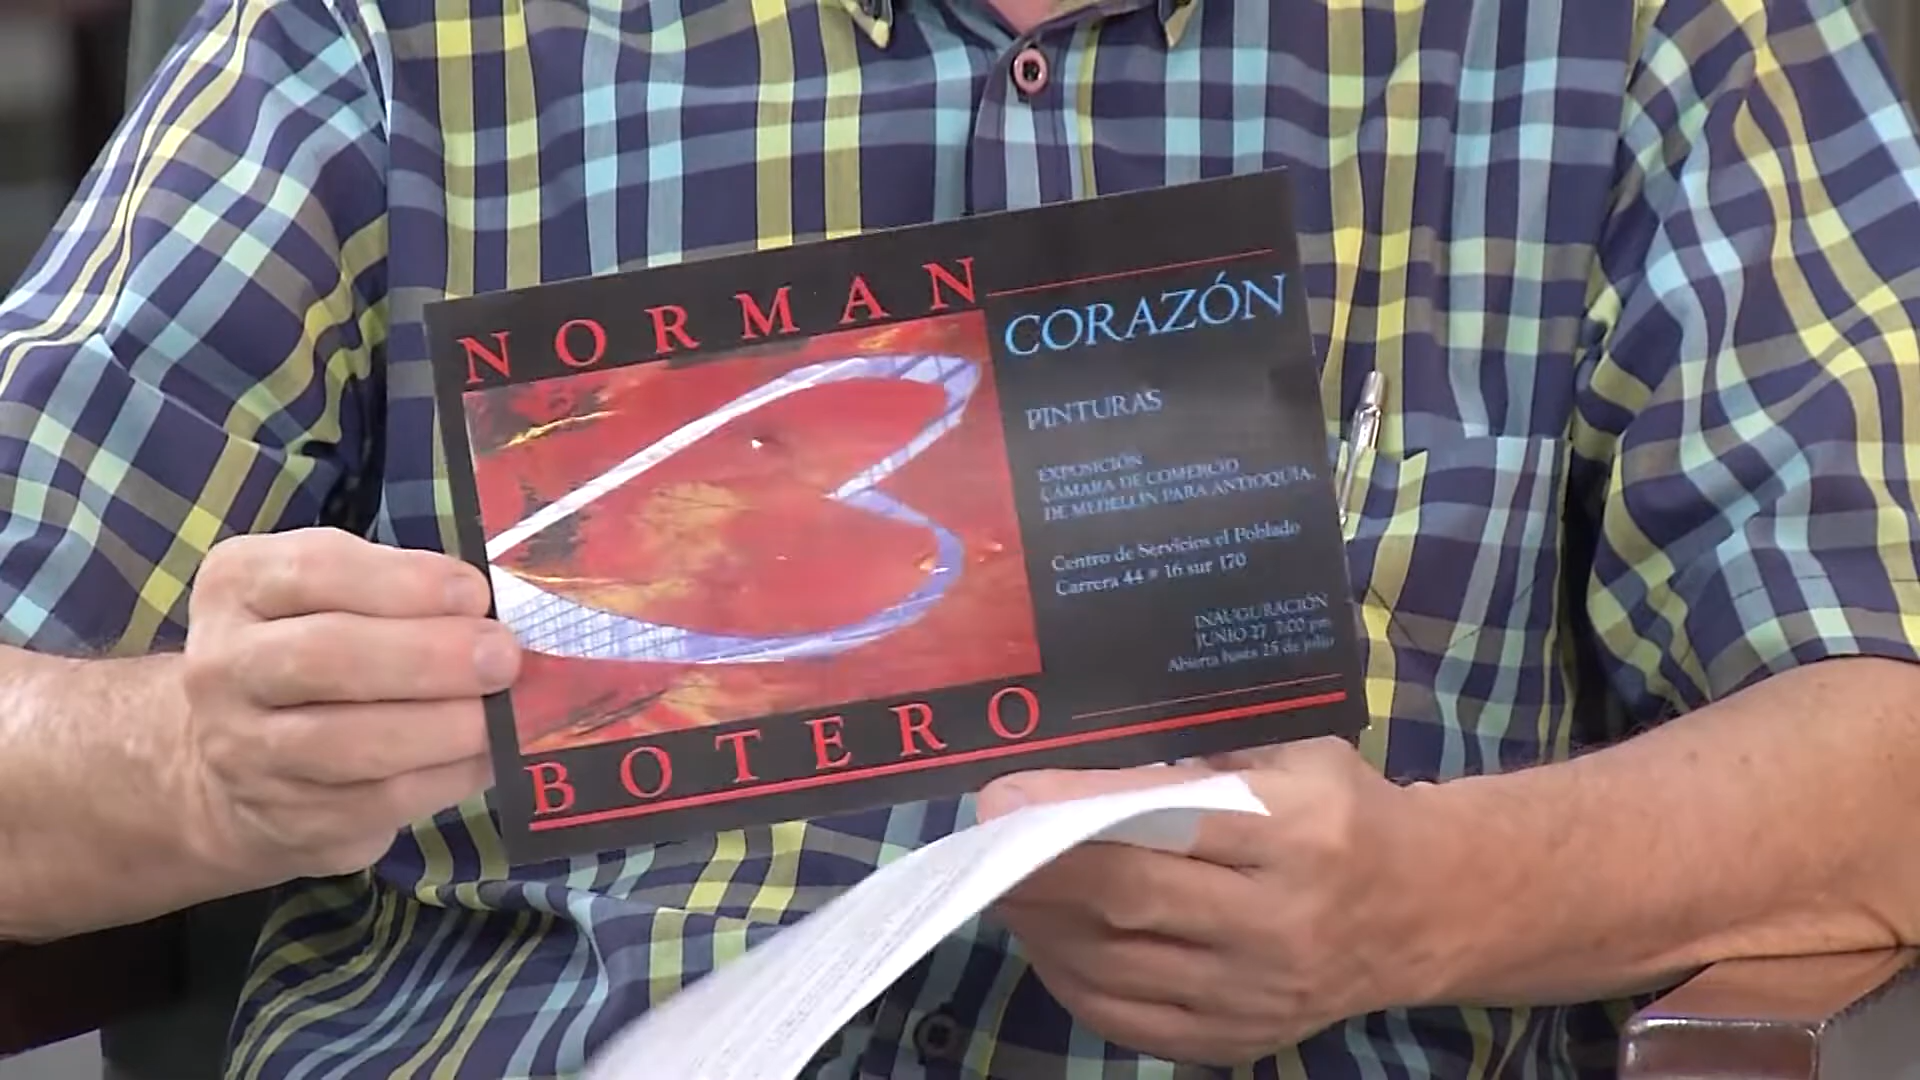 NORMAN
BOTERO
CORAZÓN
PINTURAS
EXPOSICIÓN
CÁMARA DE COMERCIO
DE MEDELLIN PARA ANTIOQUIA.
Centro de Servicios el Poblado
Carrera 44 # 16 sur 170
INAUGURACIÓN
JUNIO 27 7:00 pm
Abierta hasta 25 de julio